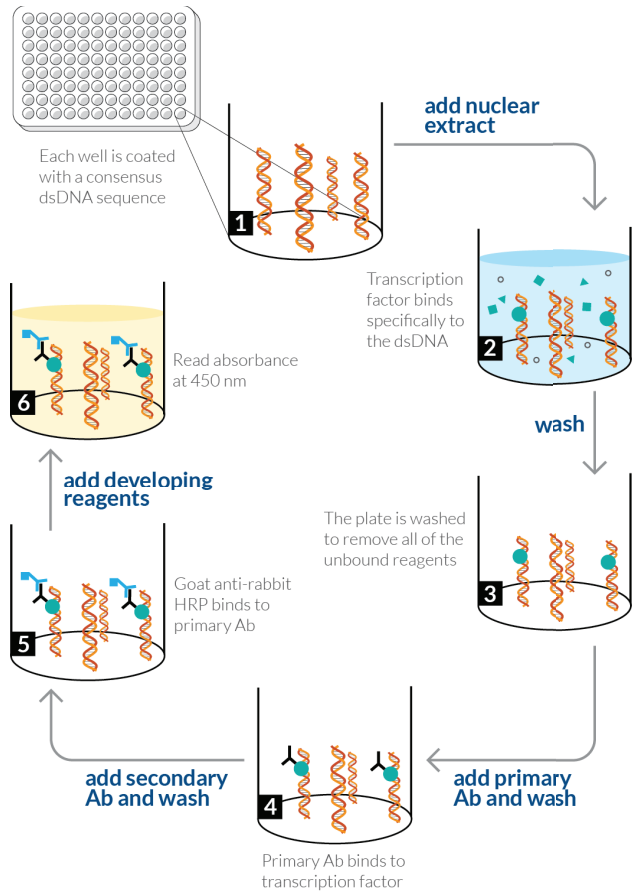 Each well is coated
with a consensus
dsDNA sequence
1
add nuclear
extract
Transcription
factor binds
specifically to
the dsDNA
2
wash
The plate is washed
to remove all of the
unbound reagents
3
add primary
Ab and wash
4
Primary Ab binds to
transcription factor
add secondary
Ab and wash
5
Goat anti-rabbit
HRP binds to
primary Ab
add developing
reagents
6
Read absorbance
at 450 nm